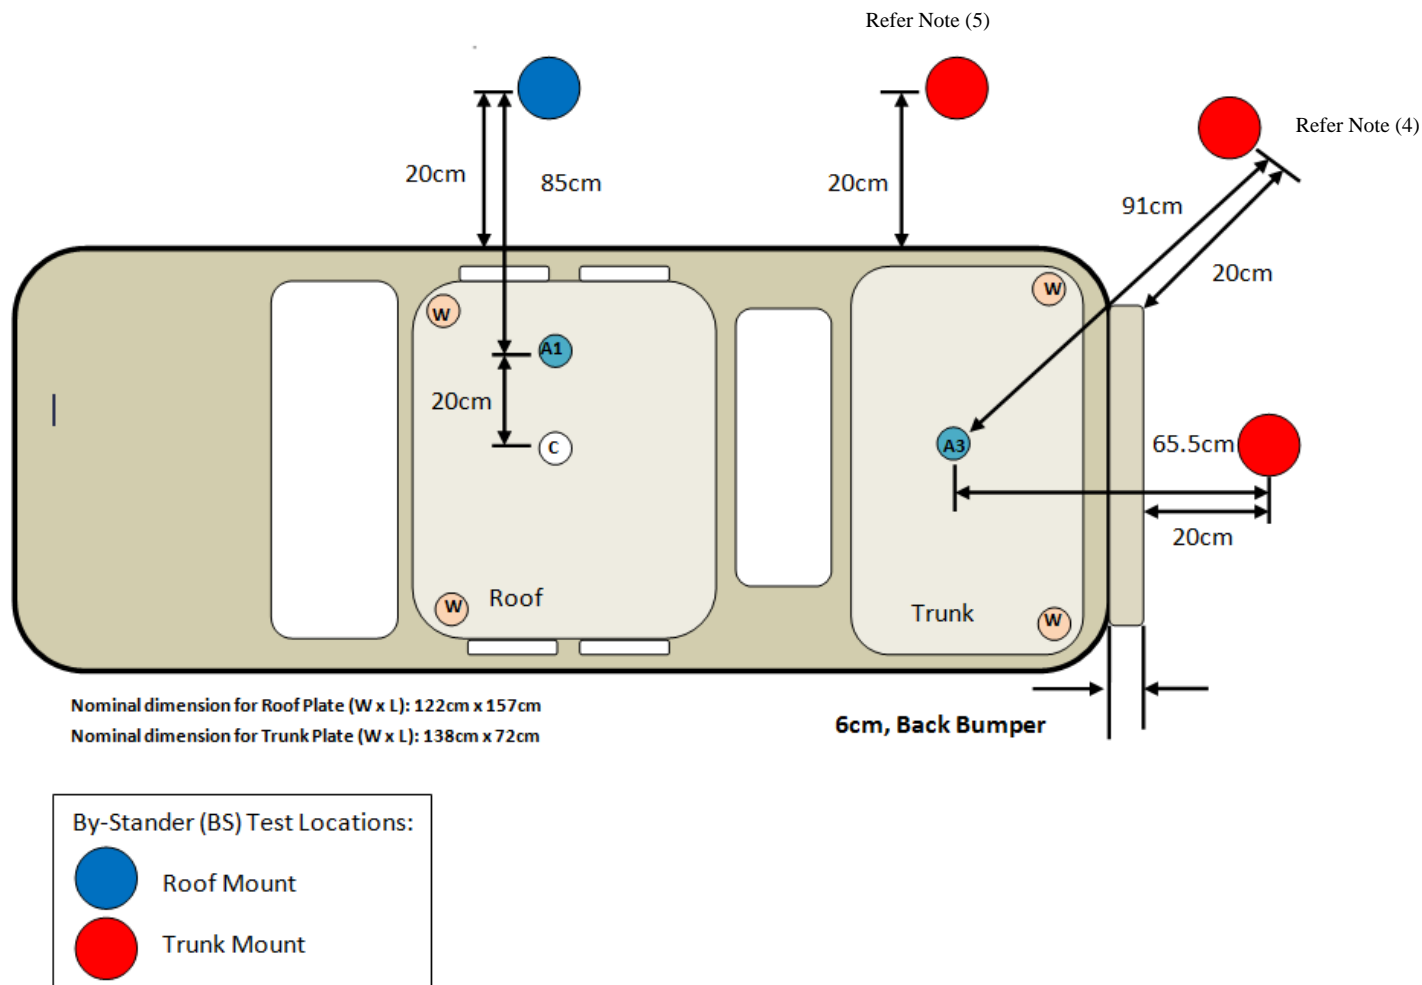 Refer Note (5)
Refer Note (4)
20cm
85cm
20cm
91cm
20cm
W
W
A1
20cm
C
A3
65.5cm
20cm
W
Roof
Trunk
W
Nominal dimension for Roof Plate (W x L): 122cm x 157cm
Nominal dimension for Trunk Plate (W x L): 138cm x 72cm
6cm, Back Bumper
By-Stander (BS) Test Locations:
Roof Mount
Trunk Mount